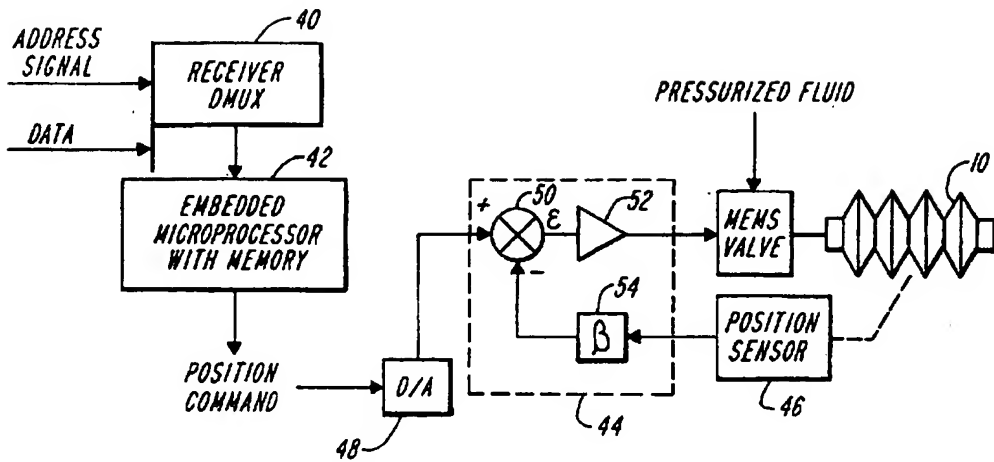 40
ADDRESS
SIGNAL
RECEIVER
DMUX
DATA
42
EMBEDDED
MICROPROCESSOR
WITH MEMORY
POSITION
COMMAND
D/A
48
50
52
+
ε
−
54
β
44
PRESSURIZED FLUID
MEMS
VALVE
10
POSITION
SENSOR
46